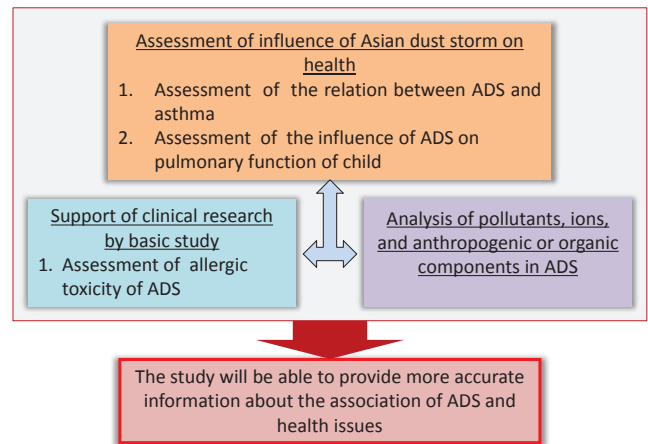 Assessment of influence of Asian dust storm on
health
1. Assessment of the relation between ADS and
asthma
2. Assessment of the influence of ADS on
pulmonary function of child
Support of clinical research
by basic study
1. Assessment of allergic
toxicity of ADS
Analysis of pollutants, ions,
and anthropogenic or organic
components in ADS
The study will be able to provide more accurate
information about the association of ADS and
health issues